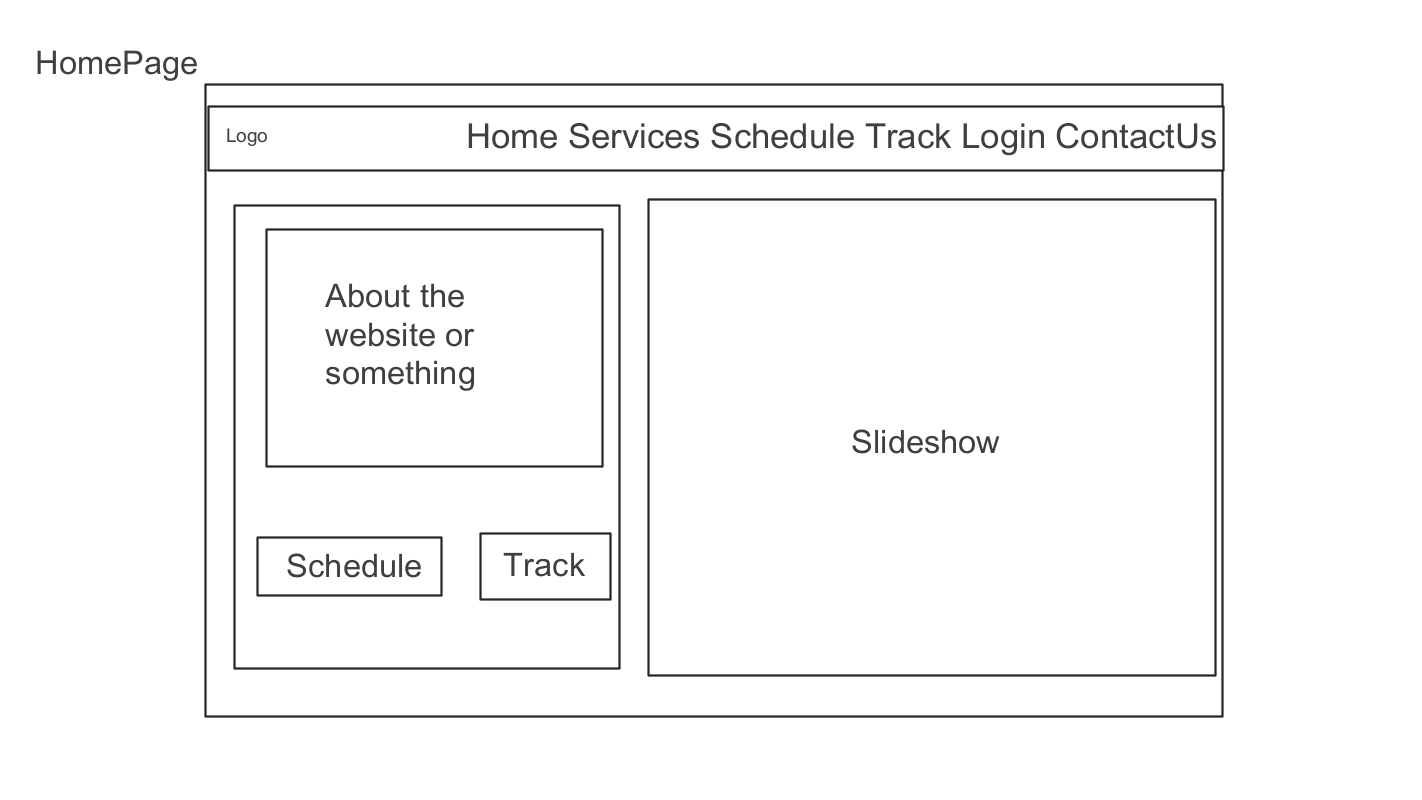 HomePage
Logo
Home Services Schedule Track Login ContactUs
About the
website or
something
Schedule
Track
Slideshow